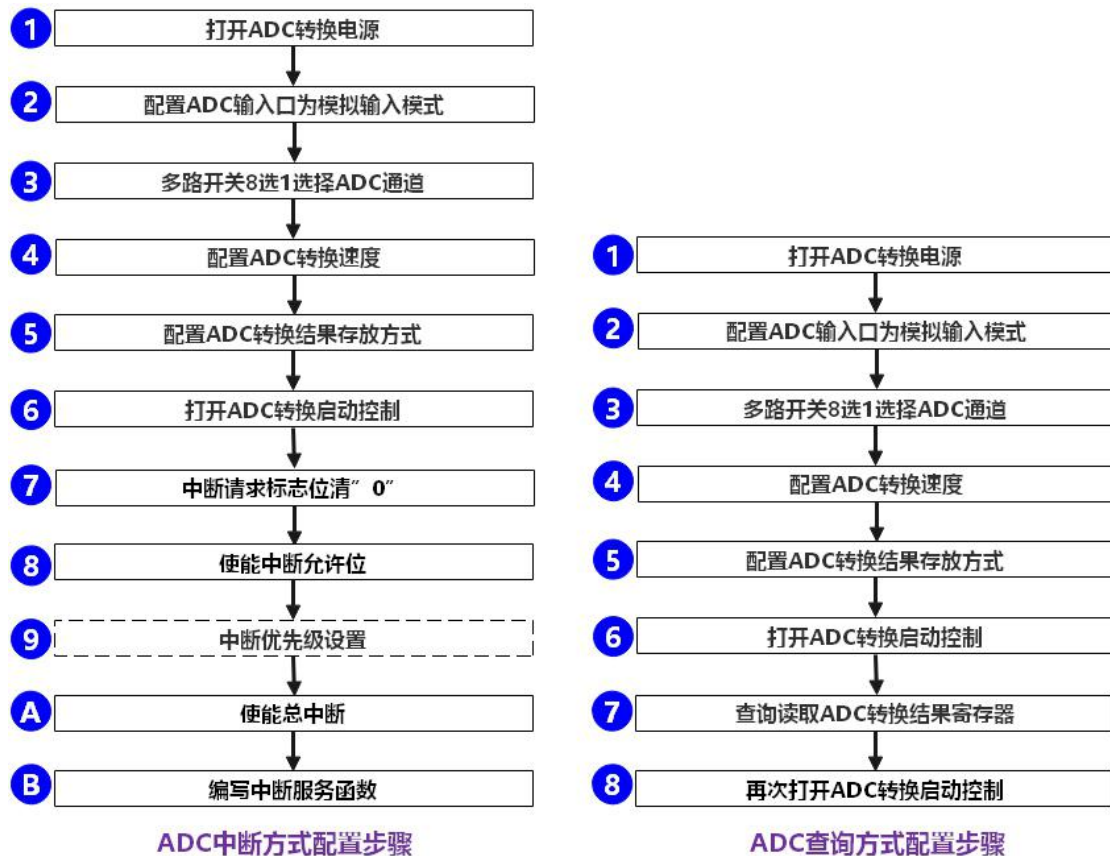 1 打开ADC转换电源
2 配置ADC输入口为模拟输入模式
3 多路开关8选1选择ADC通道
4 配置ADC转换速度
5 配置ADC转换结果存放方式
6 打开ADC转换启动控制
7 中断请求标志位清”0”
8 使能中断允许位
9 中断优先级设置
A 使能总中断
B 编写中断服务函数
ADC中断方式配置步骤
1 打开ADC转换电源
2 配置ADC输入口为模拟输入模式
3 多路开关8选1选择ADC通道
4 配置ADC转换速度
5 配置ADC转换结果存放方式
6 打开ADC转换启动控制
7 查询读取ADC转换结果寄存器
8 再次打开ADC转换启动控制
ADC查询方式配置步骤